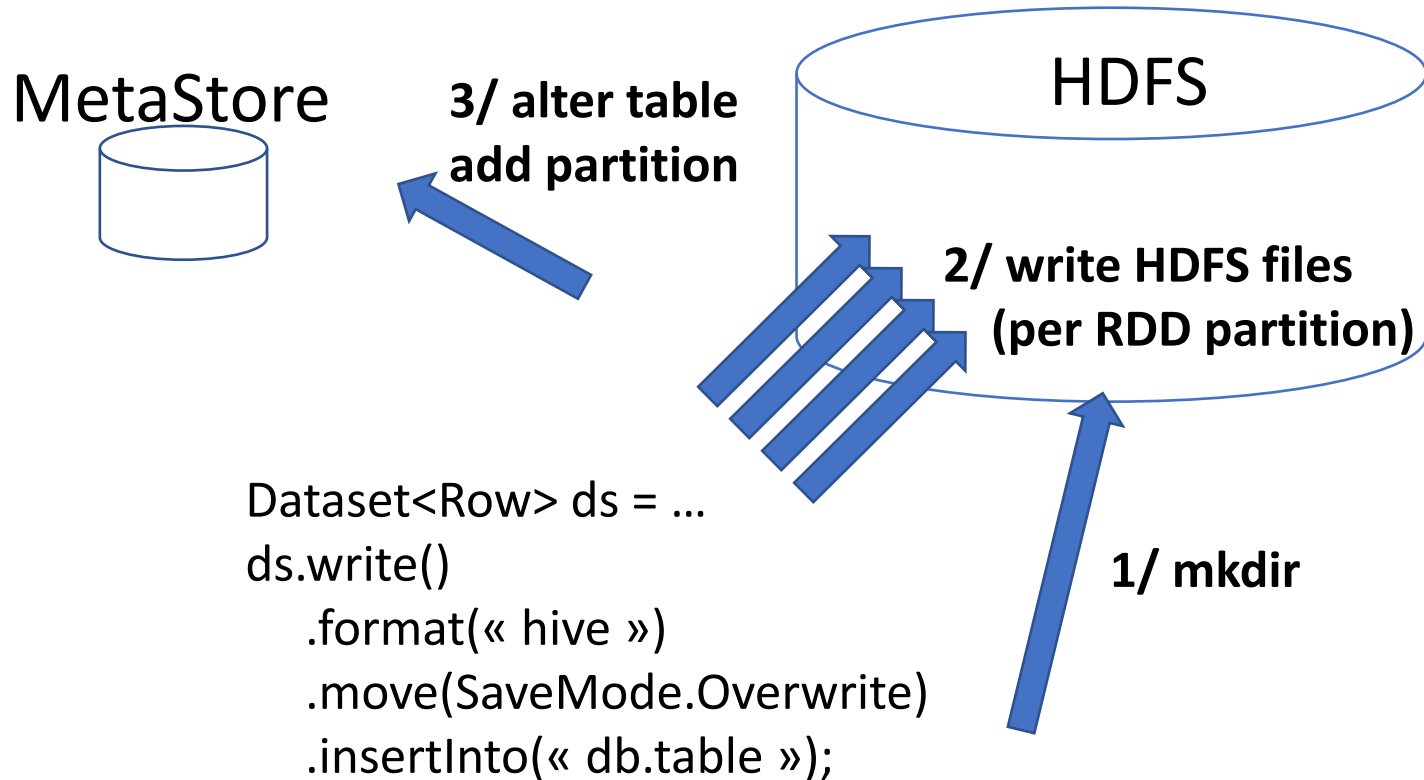 MetaStore
3/ alter table
add partition
HDFS
2/ write HDFS files
(per RDD partition)
1/ mkdir
Dataset<Row> ds = …
ds.write()
.format(« hive »)
.move(SaveMode.Overwrite)
.insertInto(« db.table »);